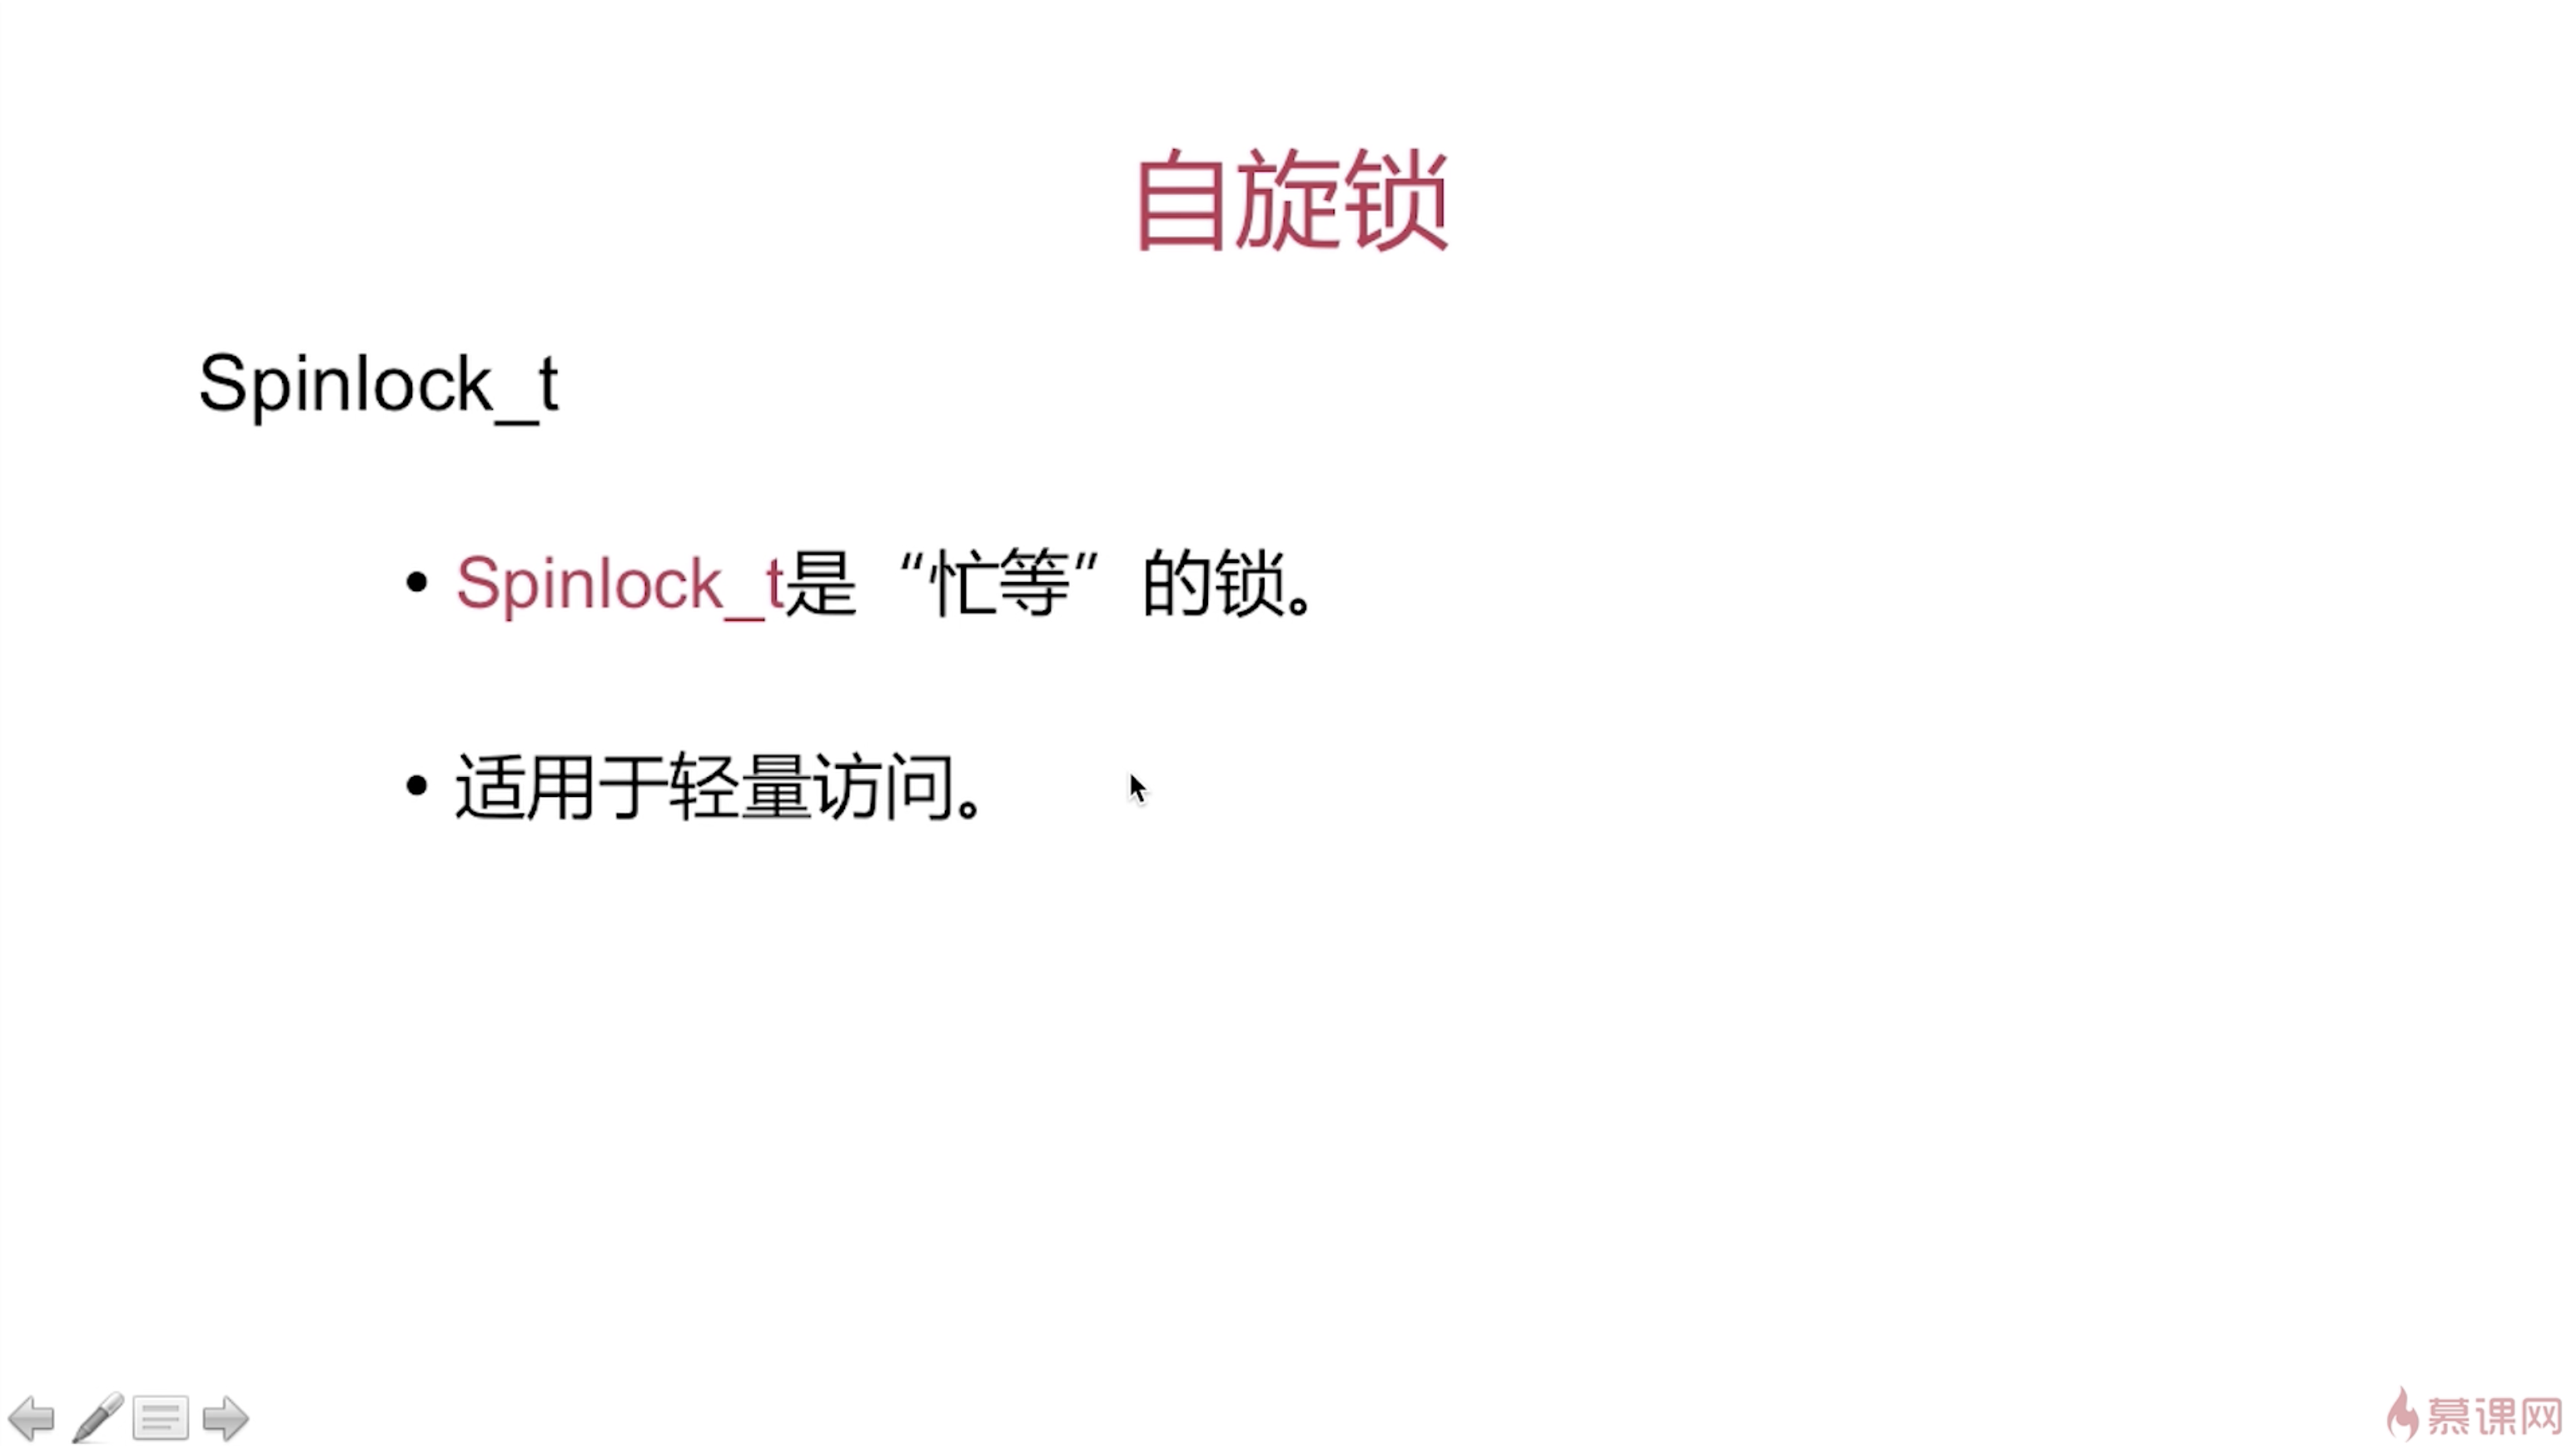 自旋锁
Spinlock_t
• Spinlock_t是“忙等”的锁。
• 适用于轻量访问。
慕课网